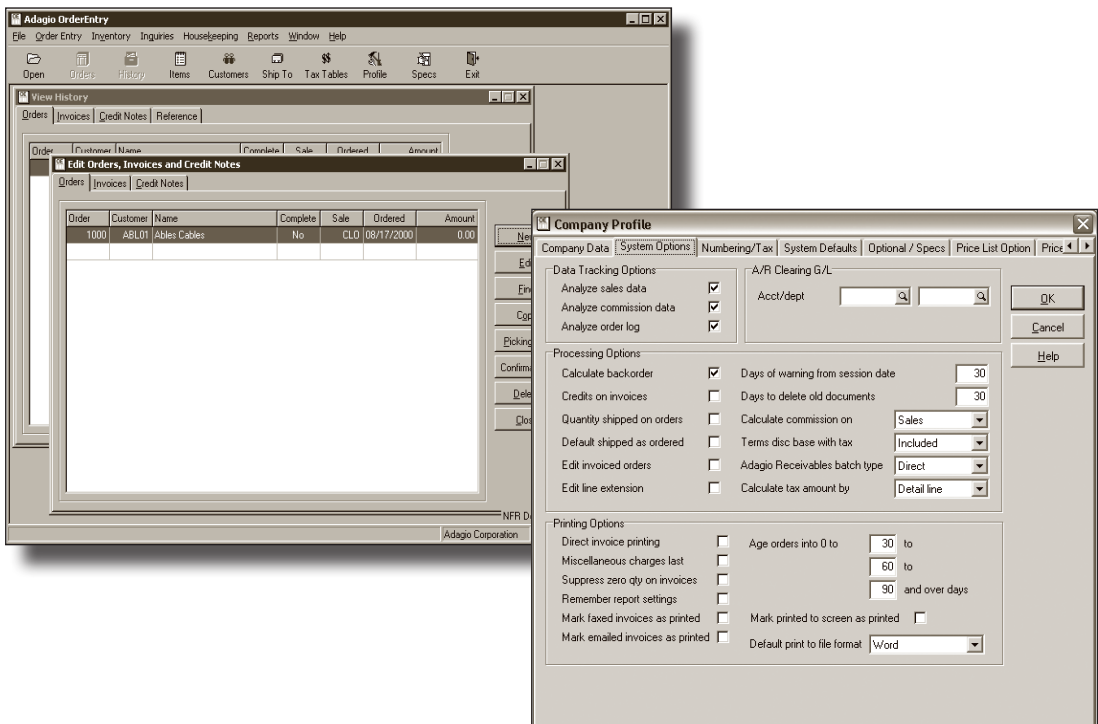 Adagio OrderEntry
File Order Entry Inventory Inquiries Housekeeping Reports Window Help
Open Orders History Items Customers Ship To Tax Tables Profile Specs Exit
View History
Orders Invoices Credit Notes Reference
Order Customer Name Complete Sale Ordered Amount
Edit Orders, Invoices and Credit Notes
Orders Invoices Credit Notes
Order Customer Name Complete Sale Ordered Amount
1000 ABL01 Ables Cables No CLO 08/17/2000 0.00
Picking
Adagio Corporation
Company Profile
Company Data System Options Numbering/Tax System Defaults Optional / Specs Price List Option Price
Data Tracking Options
Analyze sales data
Analyze commission data
Analyze order log
A/R Clearing G/L
Acct/dept
OK
Cancel
Help
Processing Options
Calculate backorder
Credits on invoices
Quantity shipped on orders
Default shipped as ordered
Edit invoiced orders
Edit line extension
Days of warning from session date 30
Days to delete old documents 30
Calculate commission on Sales
Terms disc base with tax Included
Adagio Receivables batch type Direct
Calculate tax amount by Detail line
Printing Options
Direct invoice printing
Miscellaneous charges last
Suppress zero qty on invoices
Remember report settings
Mark faxed invoices as printed
Mark emailed invoices as printed
Age orders into 0 to 30 to
60 to
90 and over days
Mark printed to screen as printed
Default print to file format Word